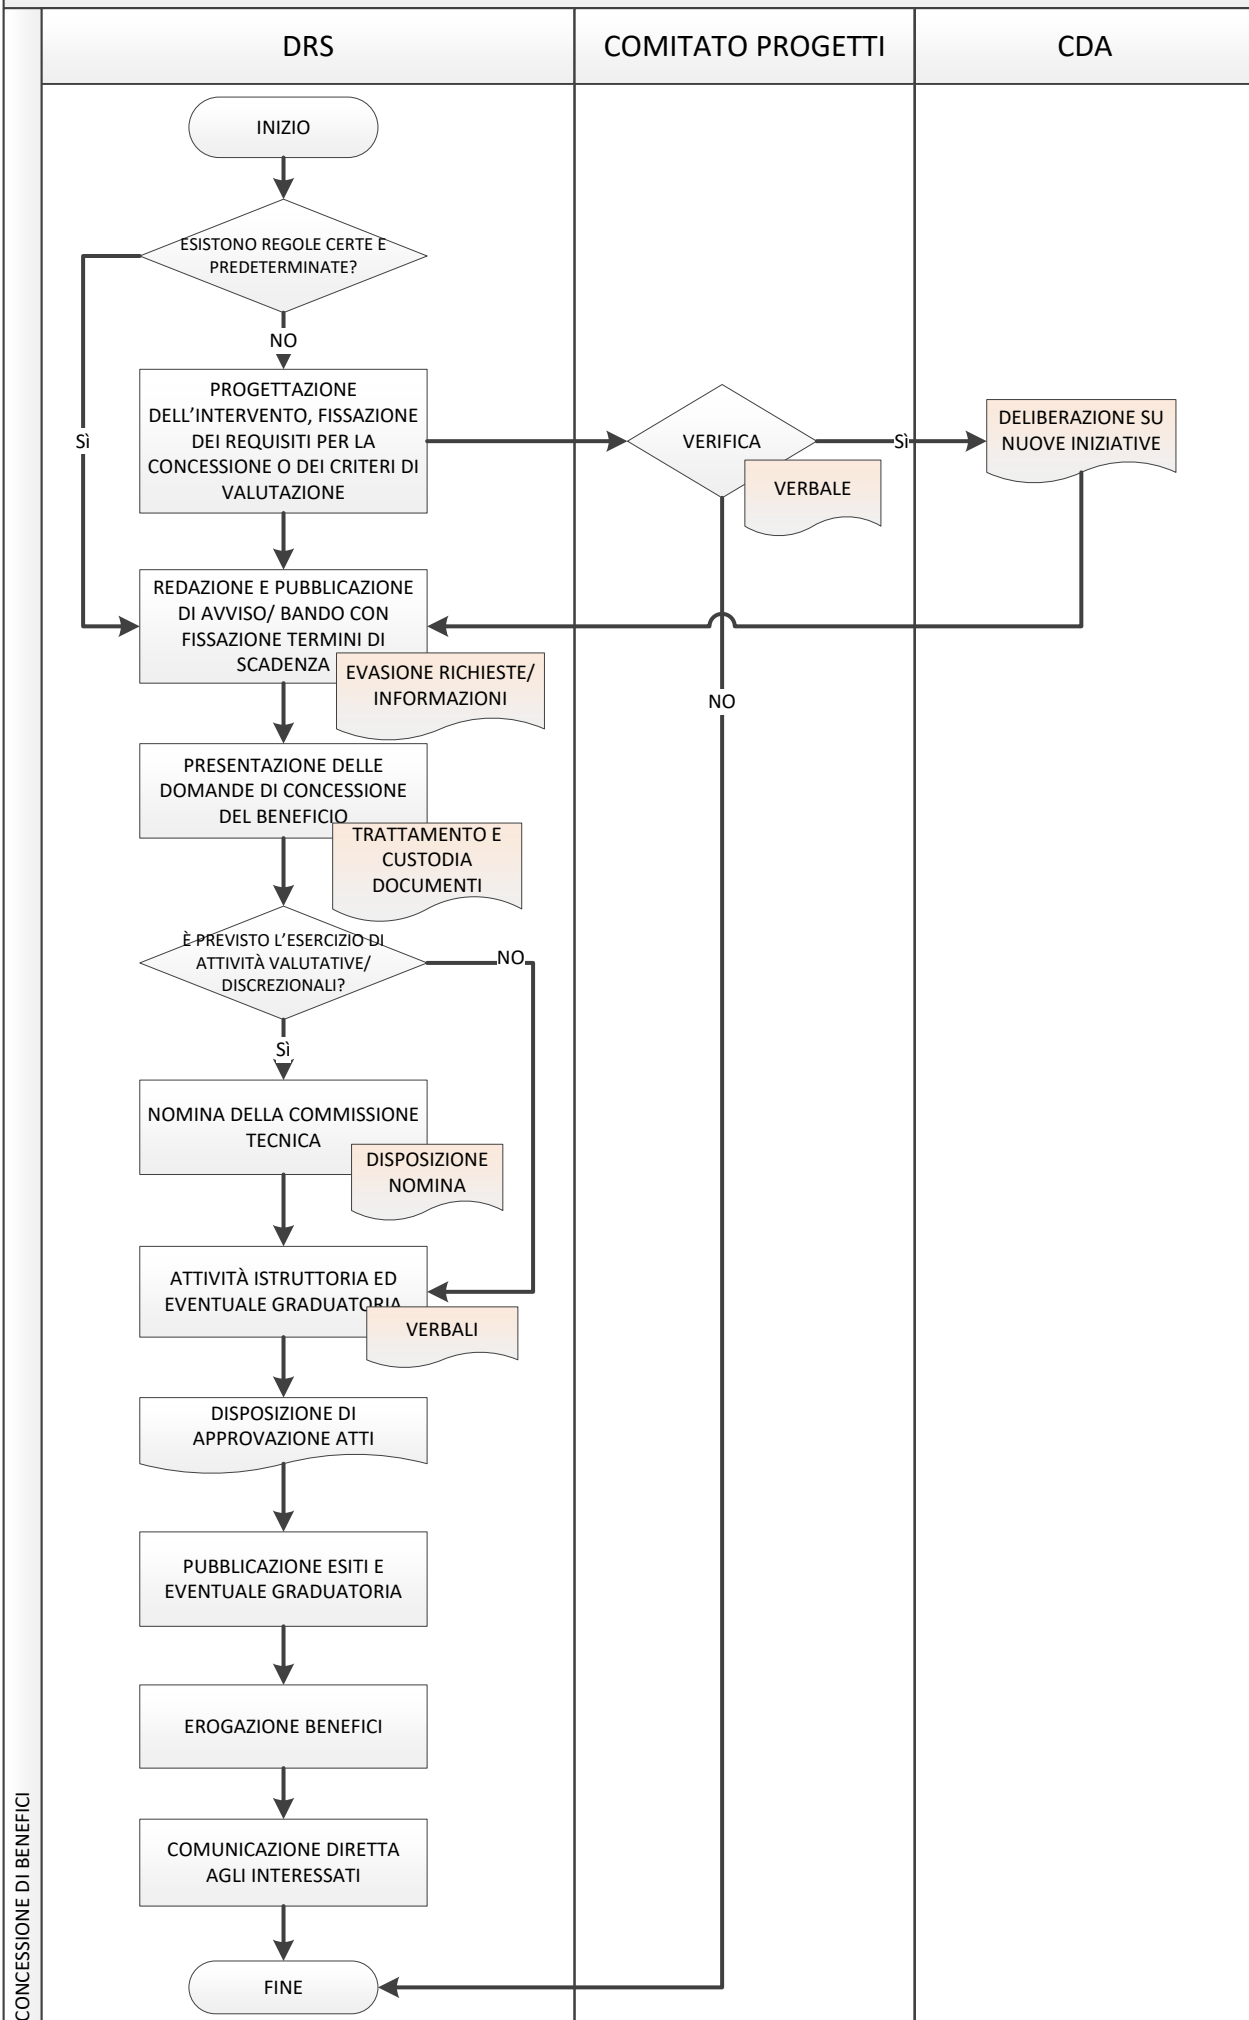 DRS
COMITATO PROGETTI
CDA
INIZIO
ESISTONO REGOLE CERTE E
PREDETERMINATE?
NO
Sì
PROGETTAZIONE
DELL'INTERVENTO, FISSAZIONE
DEI REQUISITI PER LA
CONCESSIONE O DEI CRITERI DI
VALUTAZIONE
VERIFICA
VERBALE
Sì
DELIBERAZIONE SU
NUOVE INIZIATIVE
REDAZIONE E PUBBLICAZIONE
DI AVVISO/ BANDO CON
FISSAZIONE TERMINI DI
SCADENZA
EVASIONE RICHIESTE/
INFORMAZIONI
NO
PRESENTAZIONE DELLE
DOMANDE DI CONCESSIONE
DEL BENEFICIO
TRATTAMENTO E
CUSTODIA
DOCUMENTI
È PREVISTO L'ESERCIZIO DI
ATTIVITÀ VALUTATIVE/
DISCREZIONALI?
NO
Sì
NOMINA DELLA COMMISSIONE
TECNICA
DISPOSIZIONE
NOMINA
ATTIVITÀ ISTRUTTORIA ED
EVENTUALE GRADUATORIA
VERBALI
DISPOSIZIONE DI
APPROVAZIONE ATTI
PUBBLICAZIONE ESITI E
EVENTUALE GRADUATORIA
EROGAZIONE BENEFICI
COMUNICAZIONE DIRETTA
AGLI INTERESSATI
FINE
CONCESSIONE DI BENEFICI